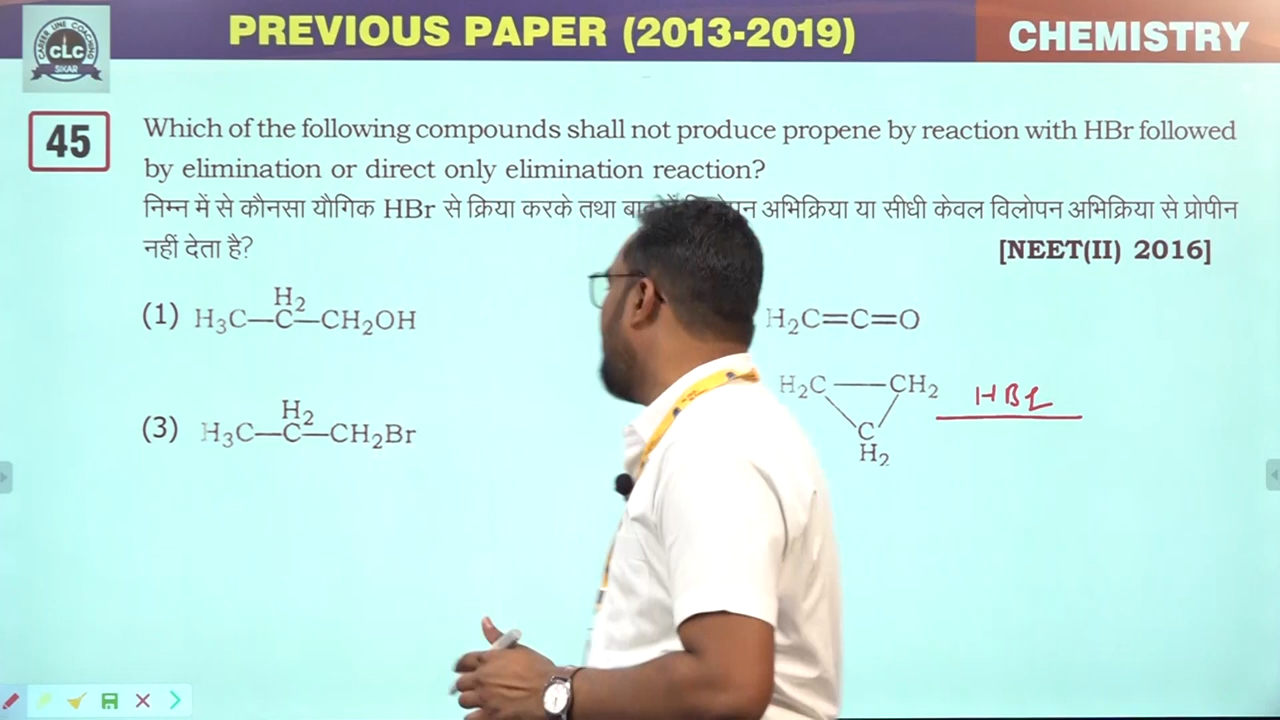 PREVIOUS PAPER (2013-2019)
CHEMISTRY
CAREER LINE COACHING
CLC
SIKAR
45
Which of the following compounds shall not produce propene by reaction with HBr followed
by elimination or direct only elimination reaction?
निम्न में से कौनसा यौगिक HBr से क्रिया करके तथा अभिक्रिया या सीधी केवल विलोपन अभिक्रिया से प्रोपीन
नहीं देता है?
[NEET(II) 2016]
(1) H₃C—C—CH₂OH
H₂
H₂C=C=O
H₂C — CH₂
C
H₂
HBr
(3) H₃C—C—CH₂Br
H₂